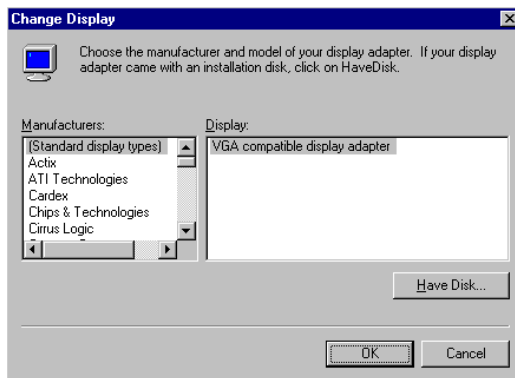 Change Display
Choose the manufacturer and model of your display adapter. If your display
adapter came with an installation disk, click on HaveDisk.
Manufacturers:
(Standard display types)
Actix
ATI Technologies
Cardex
Chips & Technologies
Cirrus Logic
Display:
VGA compatible display adapter
Have Disk...
OK
Cancel